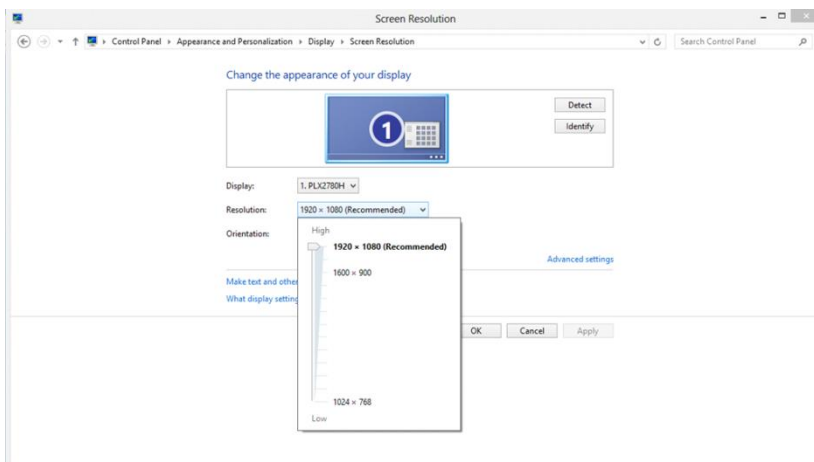 Screen Resolution
Control Panel Appearance and Personalization Display Screen Resolution
Search Control Panel
Change the appearance of your display
1
Detect
Identify
Display: 1. PLX2780H
Resolution: 1920 × 1080 (Recommended)
Orientation:
High
1920 × 1080 (Recommended)
Advanced settings
1600 × 900
Make text and other
What display setting
OK Cancel Apply
1024 × 768
Low